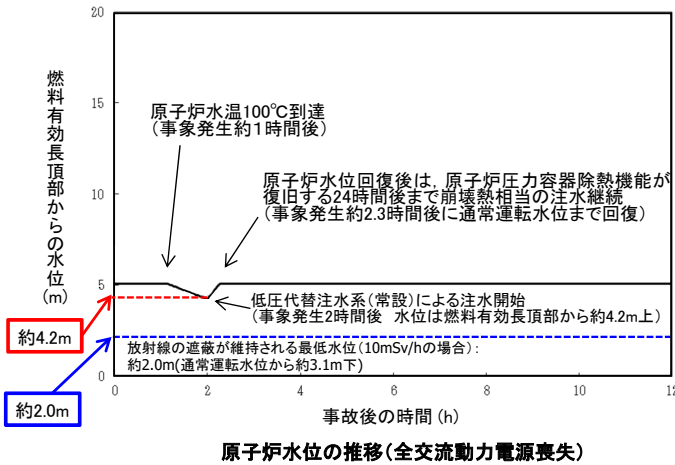 20
15
10
5
0
燃料有効長頂部からの水位(m)
原子炉水温100℃到達
(事象発生約1時間後)
原子炉水位回復後は，原子炉圧力容器除熱機能が
復旧する24時間後まで崩壊熱相当の注水継続
(事象発生約2.3時間後に通常運転水位まで回復)
低圧代替注水系(常設)による注水開始
(事象発生2時間後 水位は燃料有効長頂部から約4.2m上)
約4.2m
放射線の遮蔽が維持される最低水位(10mSv/hの場合)：
約2.0m(通常運転水位から約3.1m下)
約2.0m
0 2 4 6 8 10 12
事故後の時間(h)
原子炉水位の推移(全交流動力電源喪失)